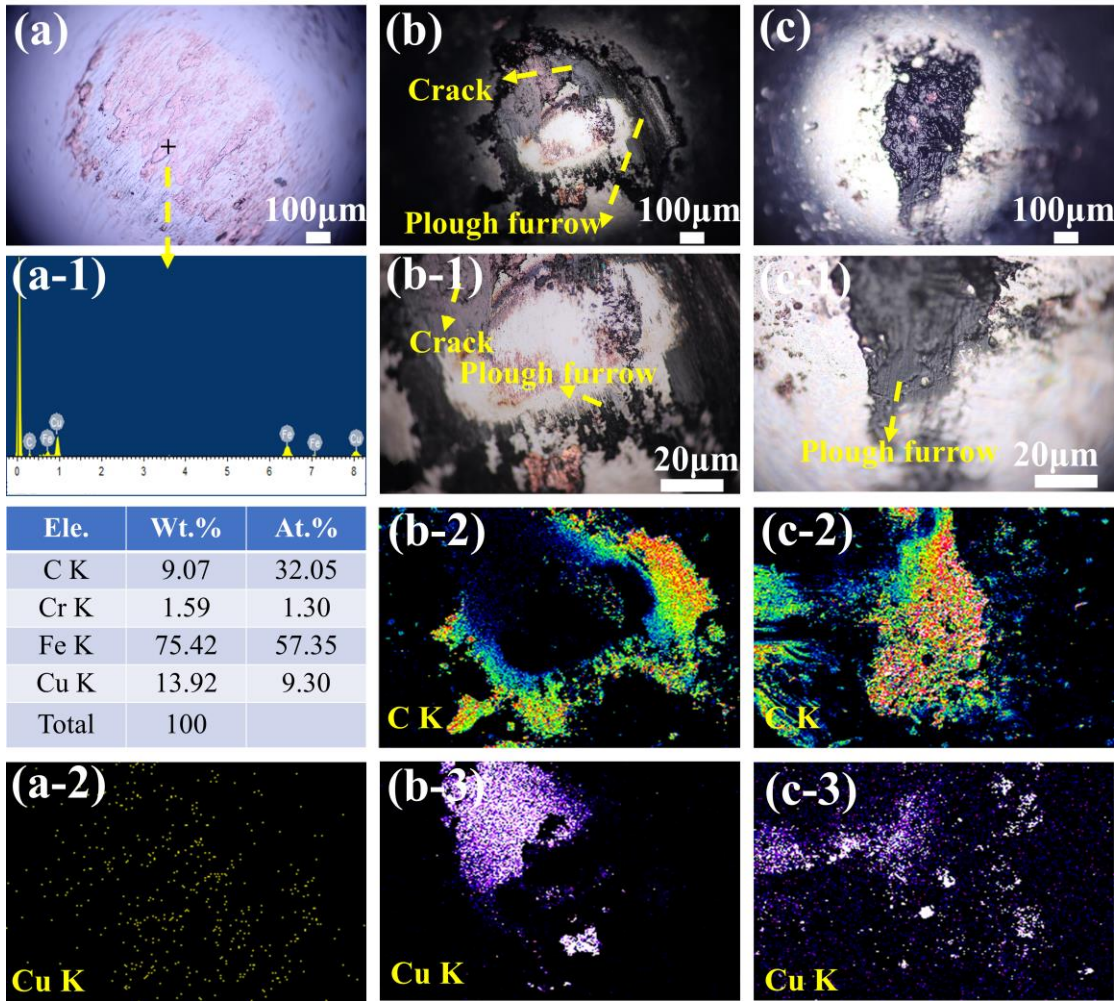 (a)
100μm
(b)
Crack
Plough furrow
100μm
(c)
100μm
(a-1)
C Fe Cu Fe Fe Cu
0 1 2 3 4 5 6 7 8
(b-1)
Crack
Plough furrow
20μm
(c-1)
Plough furrow
20μm
Ele. Wt.% At.%
C K 9.07 32.05
Cr K 1.59 1.30
Fe K 75.42 57.35
Cu K 13.92 9.30
Total 100
(b-2)
C K
(c-2)
C K
(a-2)
Cu K
(b-3)
Cu K
(c-3)
Cu K